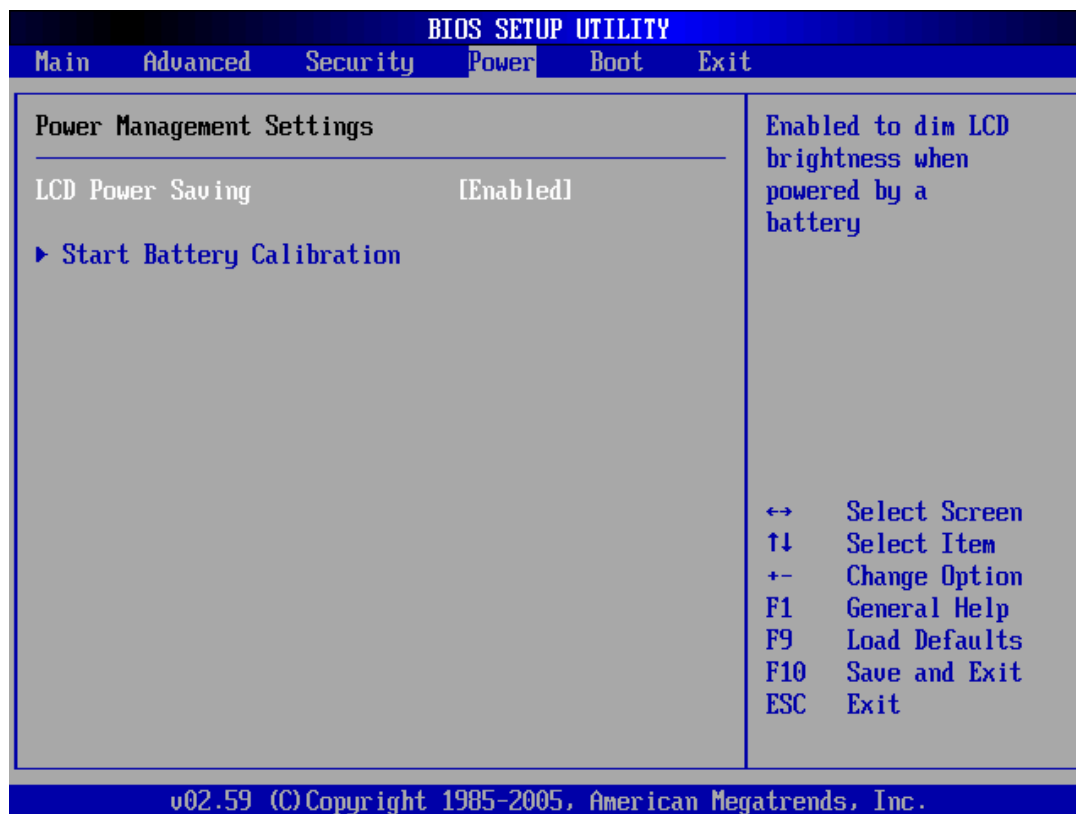 BIOS SETUP UTILITY
Main Advanced Security Power Boot Exit
Power Management Settings
LCD Power Saving [Enabled]
▶ Start Battery Calibration
Enabled to dim LCD
brightness when
powered by a
battery
←→ Select Screen
↑↓ Select Item
+- Change Option
F1 General Help
F9 Load Defaults
F10 Save and Exit
ESC Exit
v02.59 (C)Copyright 1985-2005, American Megatrends, Inc.